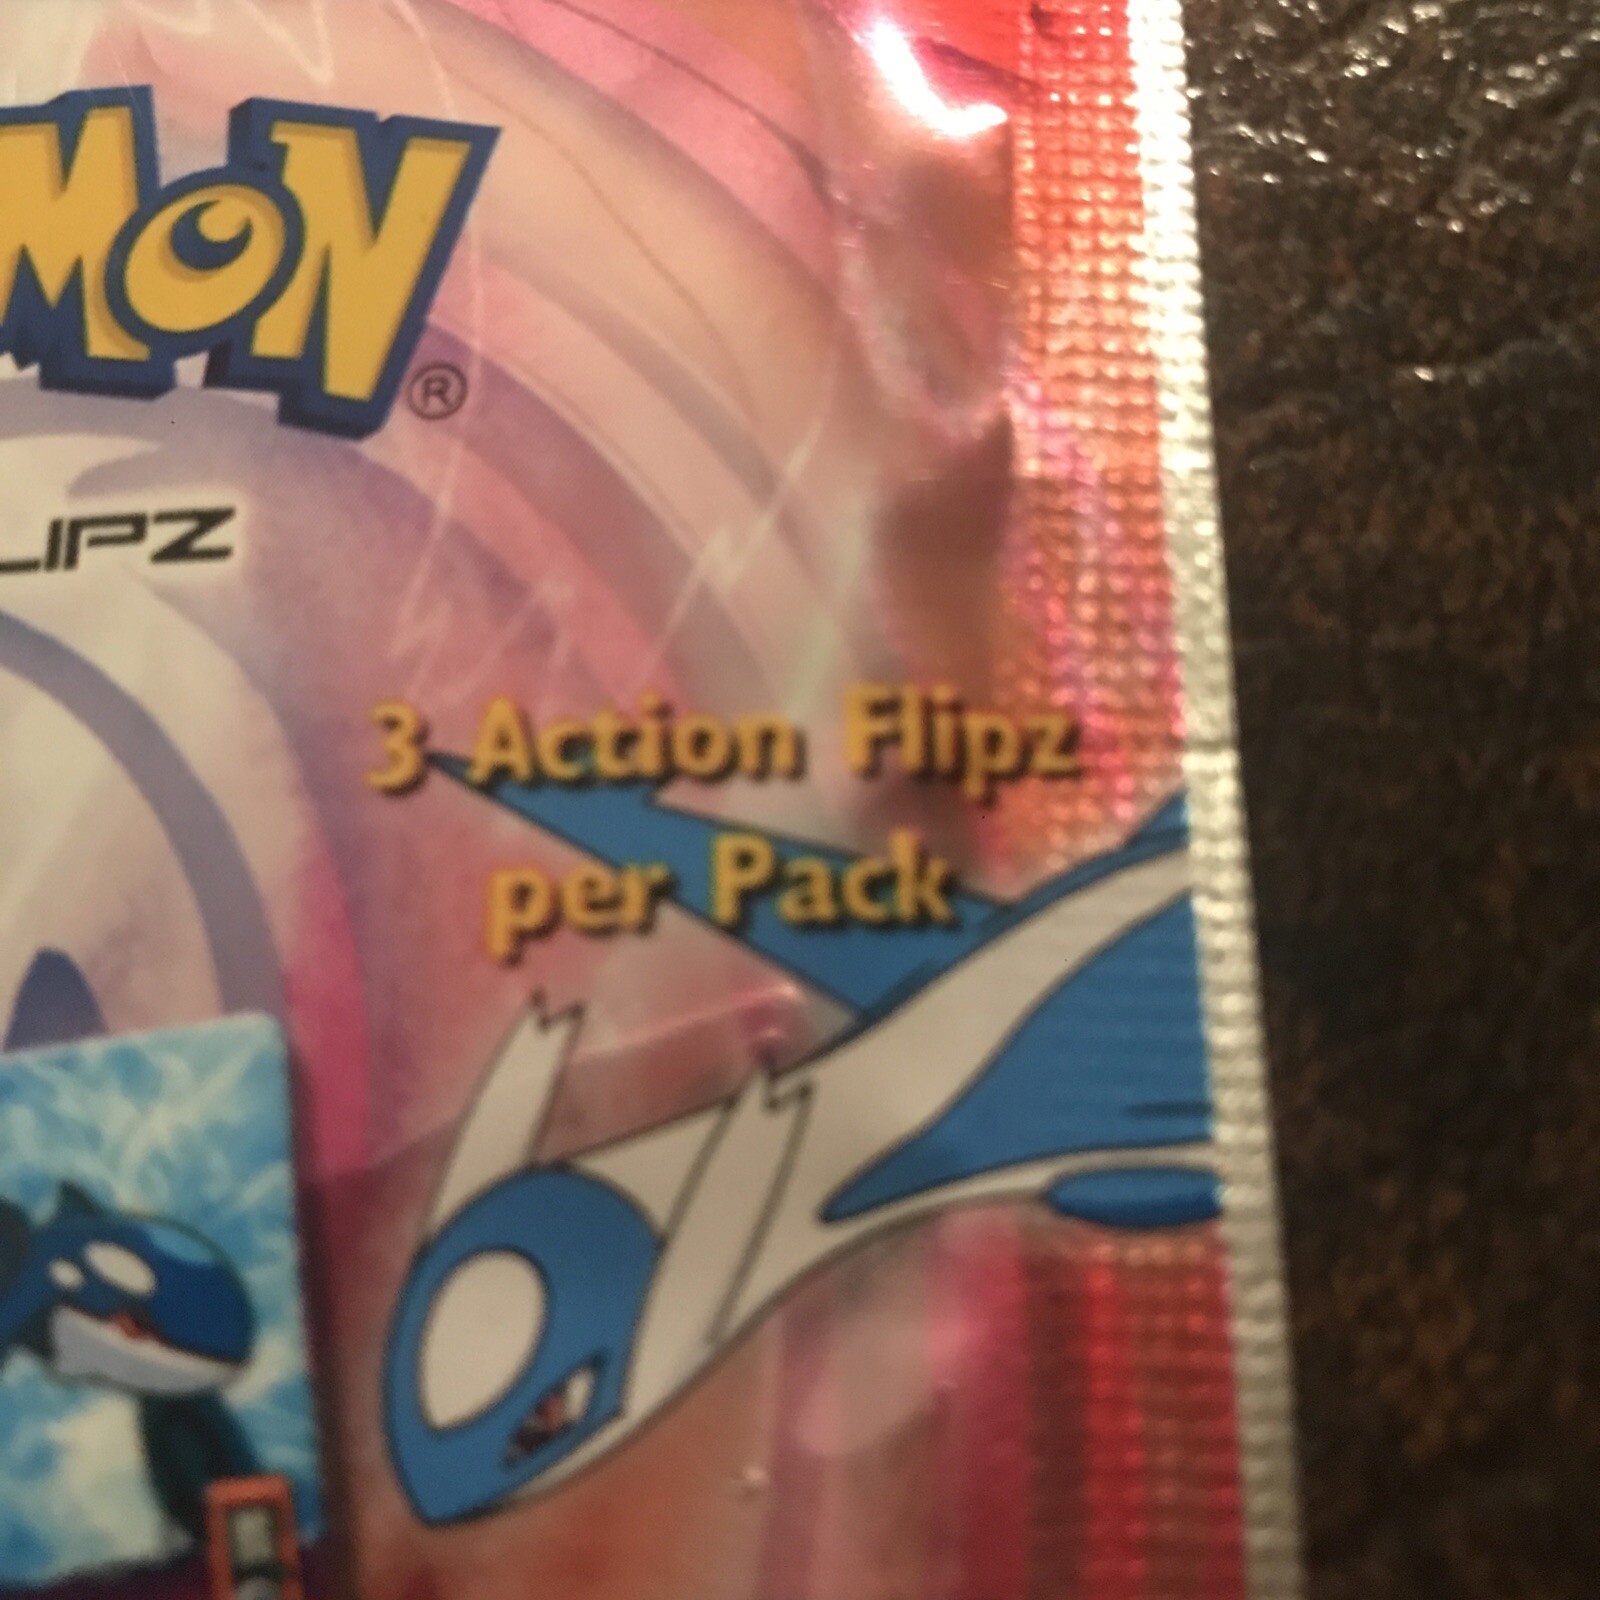 MON®
LIPZ
3 Action Flipz
per Pack